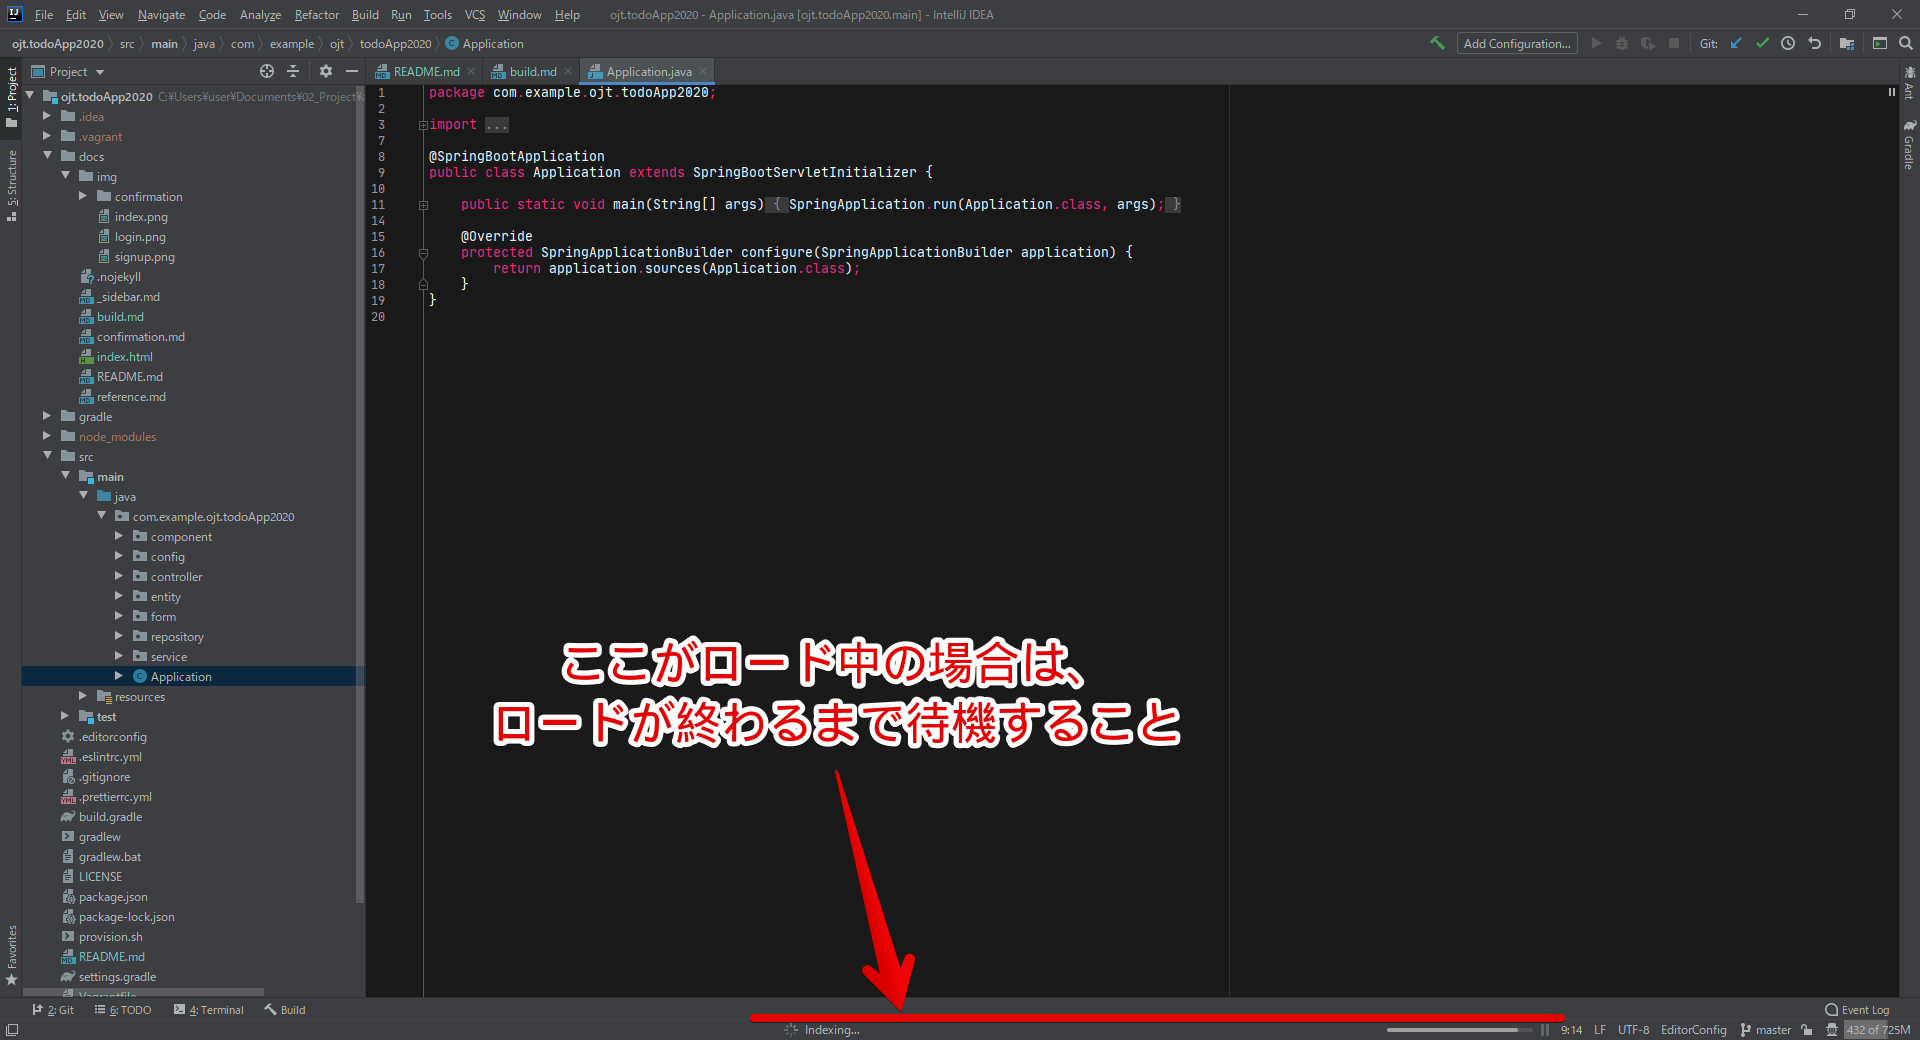 File Edit View Navigate Code Analyze Refactor Build Run Tools VCS Window Help ojt.todoApp2020 - Application.java [ojt.todoApp2020.main] - IntelliJ IDEA
ojt.todoApp2020 src main java com example ojt todoApp2020 Application Add Configuration... Git:
Project README.md build.md Application.java
1: Project
5: Structure
Favorites
Ant
Gradle
ojt.todoApp2020 C:¥Users¥user¥Documents¥02_Project¥
.idea
.vagrant
docs
img
confirmation
index.png
login.png
signup.png
.nojekyll
_sidebar.md
build.md
confirmation.md
index.html
README.md
reference.md
gradle
node_modules
src
main
java
com.example.ojt.todoApp2020
component
config
controller
entity
form
repository
service
Application
resources
test
.editorconfig
.eslintrc.yml
.gitignore
.prettierrc.yml
build.gradle
gradlew
gradlew.bat
LICENSE
package.json
package-lock.json
provision.sh
README.md
settings.gradle
Vagrantfile
1 package com.example.ojt.todoApp2020;
2
3 import ...
7
8 @SpringBootApplication
9 public class Application extends SpringBootServletInitializer {
10
11 public static void main(String[] args) { SpringApplication.run(Application.class, args); }
14
15 @Override
16 protected SpringApplicationBuilder configure(SpringApplicationBuilder application) {
17 return application.sources(Application.class);
18 }
19 }
20
ここがロード中の場合は、
ロードが終わるまで待機すること
2: Git 6: TODO 4: Terminal Build Event Log
Indexing... 9:14 LF UTF-8 EditorConfig master 432 of 725M